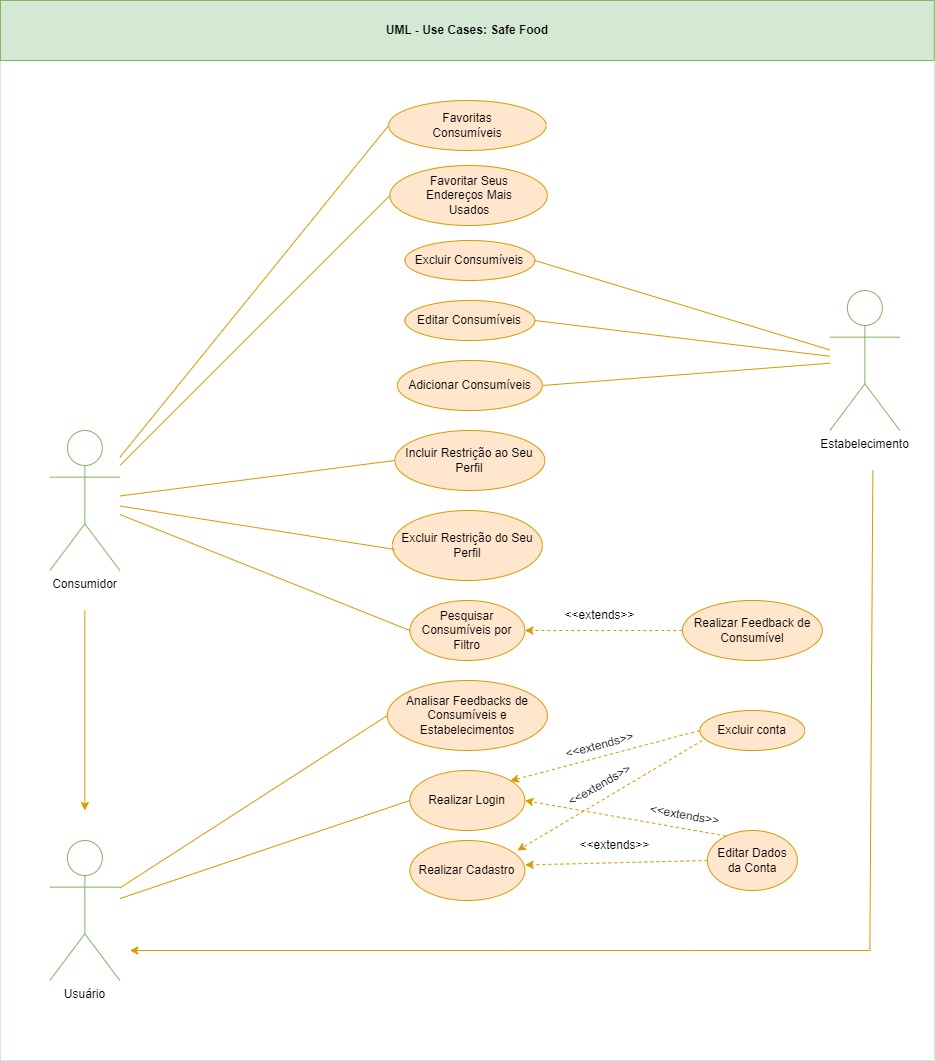 UML - Use Cases: Safe Food
Favoritas
Consumíveis
Favoritar Seus
Endereços Mais
Usados
Excluir Consumíveis
Editar Consumíveis
Adicionar Consumíveis
Estabelecimento
Incluir Restrição ao Seu
Perfil
Excluir Restrição do Seu
Perfil
Consumidor
Pesquisar
Consumíveis por
Filtro
<<extends>>
Realizar Feedback de
Consumível
Analisar Feedbacks de
Consumíveis e
Estabelecimentos
Excluir conta
<<extends>>
<<extends>>
Realizar Login
<<extends>>
<<extends>>
Editar Dados
da Conta
Realizar Cadastro
Usuário